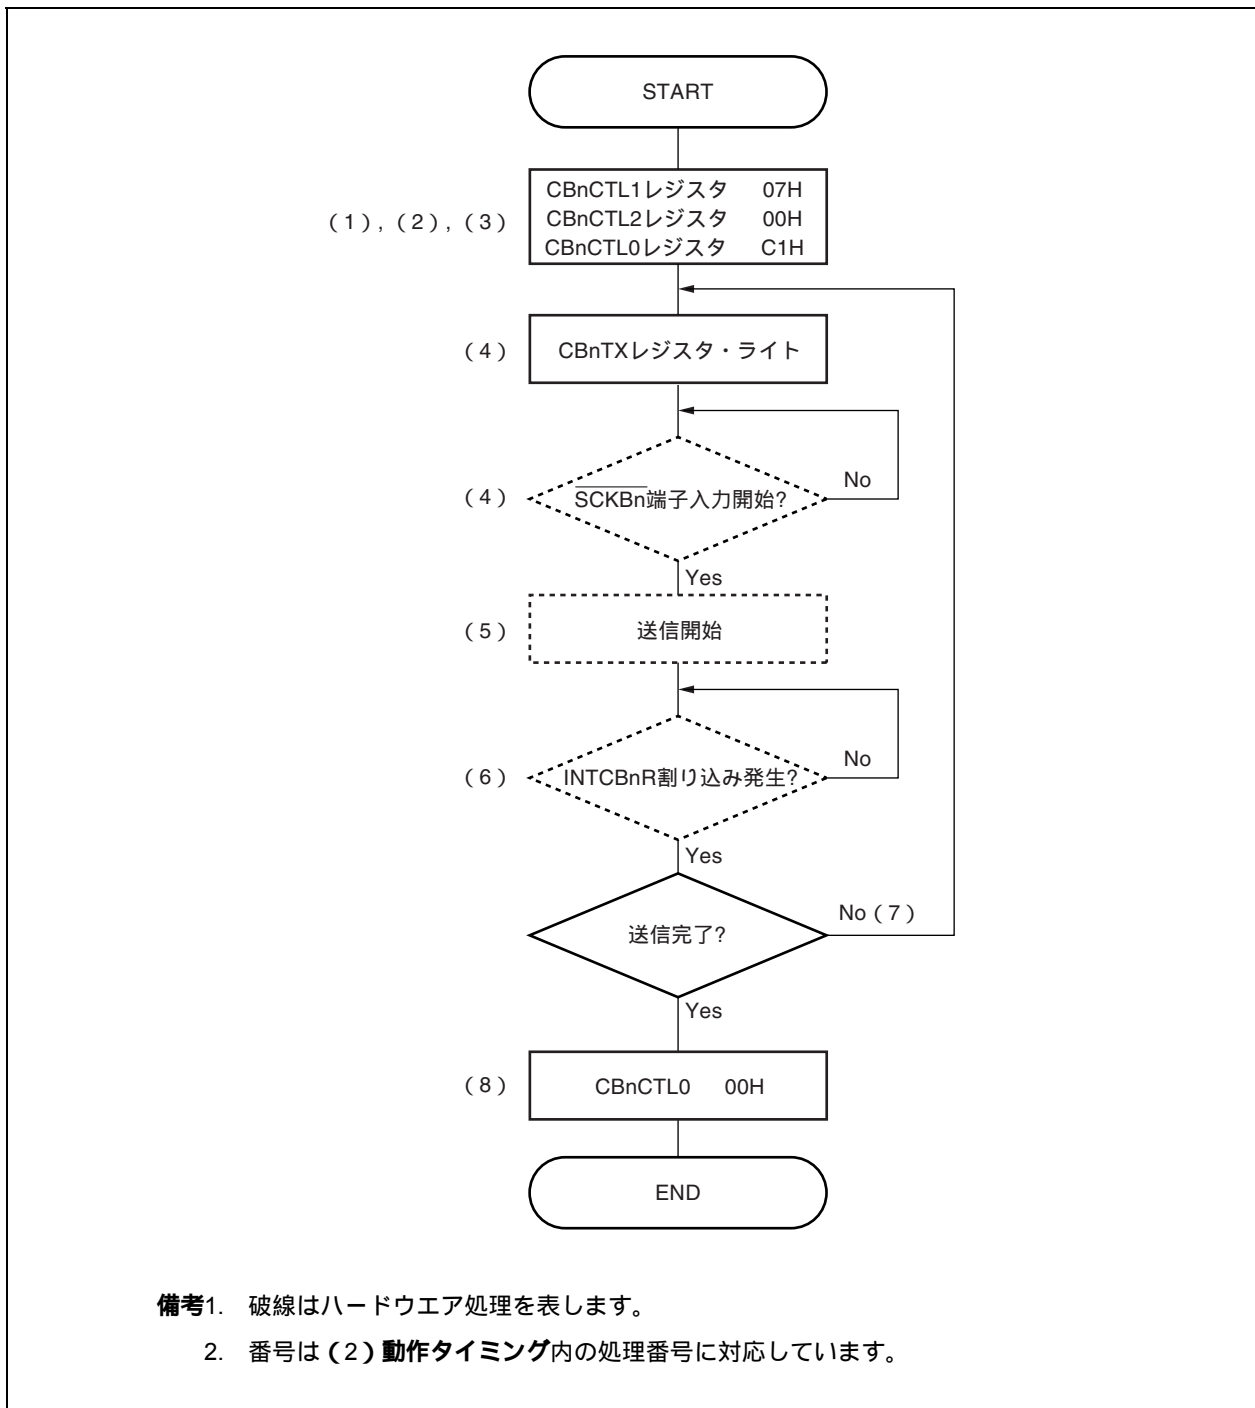 START
CBnCTL1レジスタ 07H
(1), (2), (3) CBnCTL2レジスタ 00H
CBnCTL0レジスタ C1H
(4) CBnTXレジスタ・ライト
No
(4) SCKBn端子入力開始?
Yes
(5) 送信開始
No
(6) INTCBnR割り込み発生?
Yes
No(7)
送信完了?
Yes
(8) CBnCTL0 00H
END
備考1. 破線はハードウエア処理を表します。
2. 番号は(2)動作タイミング内の処理番号に対応しています。